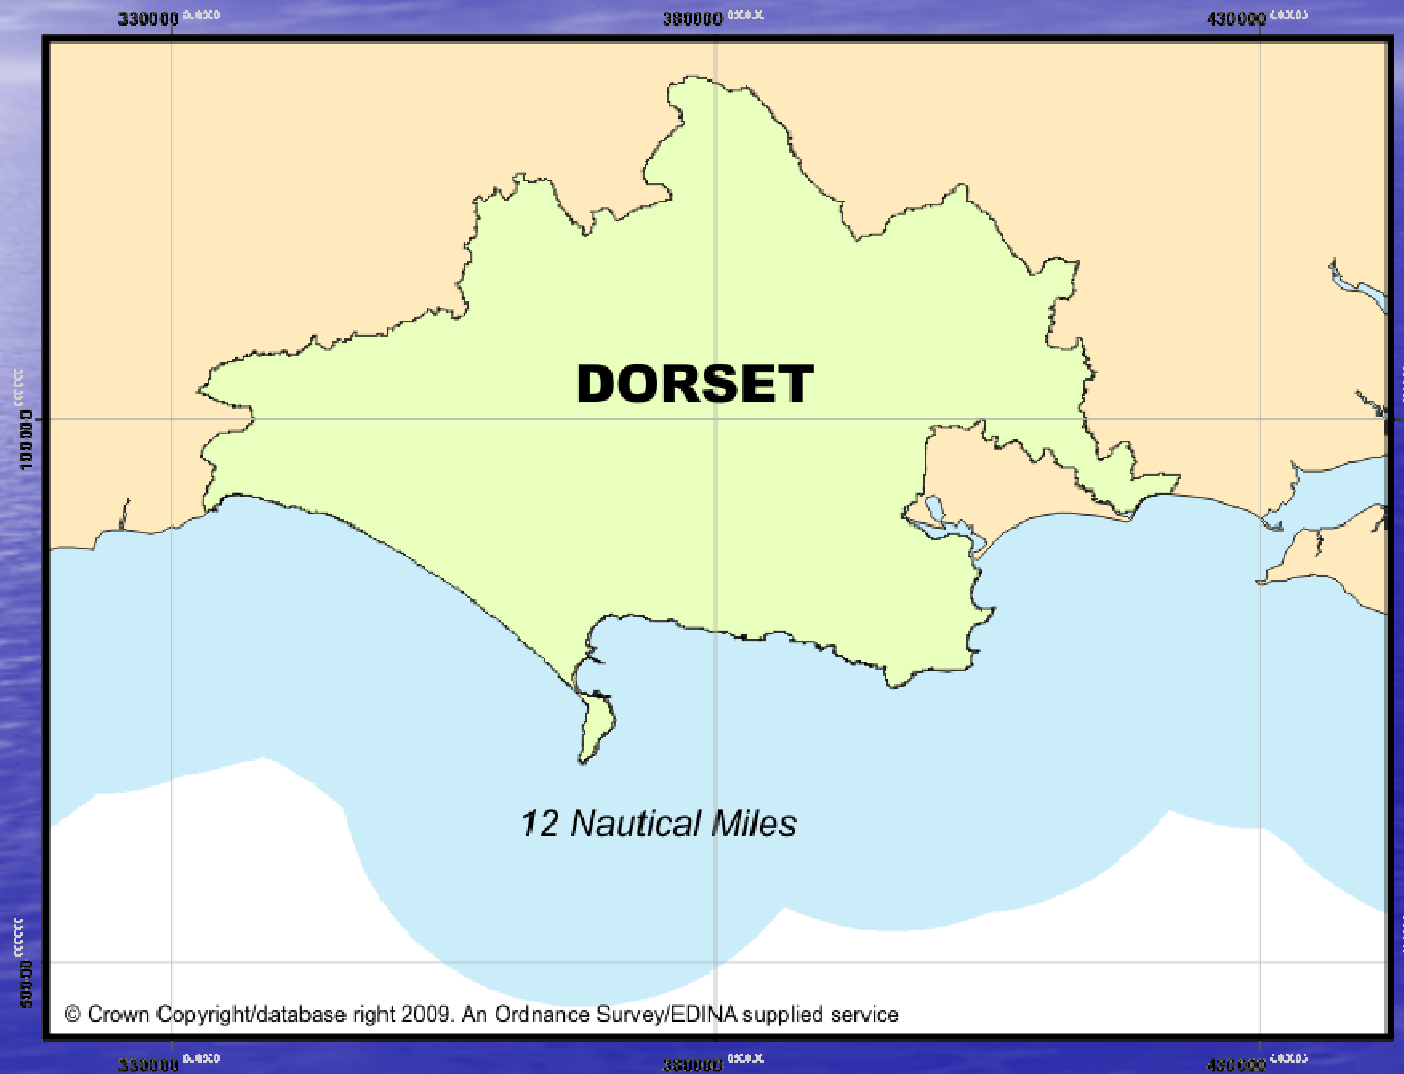 330000 380000 430000
100000
DORSET
12 Nautical Miles
50000
© Crown Copyright/database right 2009. An Ordnance Survey/EDINA supplied service
330000 380000 430000